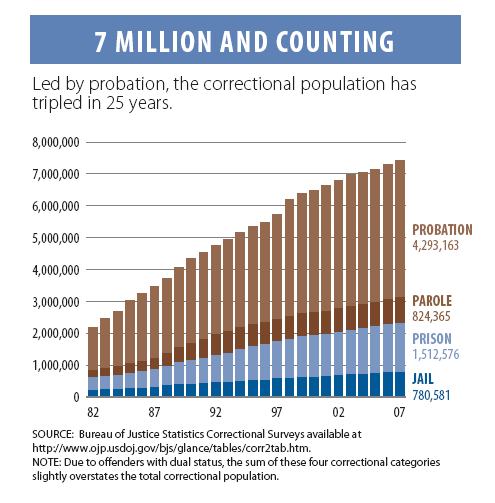 7 MILLION AND COUNTING
Led by probation, the correctional population has
tripled in 25 years.
8,000,000
7,000,000
6,000,000
5,000,000
4,000,000
3,000,000
2,000,000
1,000,000
0
PROBATION
4,293,163
PAROLE
824,365
PRISON
1,512,576
JAIL
780,581
82 87 92 97 02 07
SOURCE: Bureau of Justice Statistics Correctional Surveys available at
http://www.ojp.usdoj.gov/bjs/glance/tables/corr2tab.htm.
NOTE: Due to offenders with dual status, the sum of these four correctional categories
slightly overstates the total correctional population.